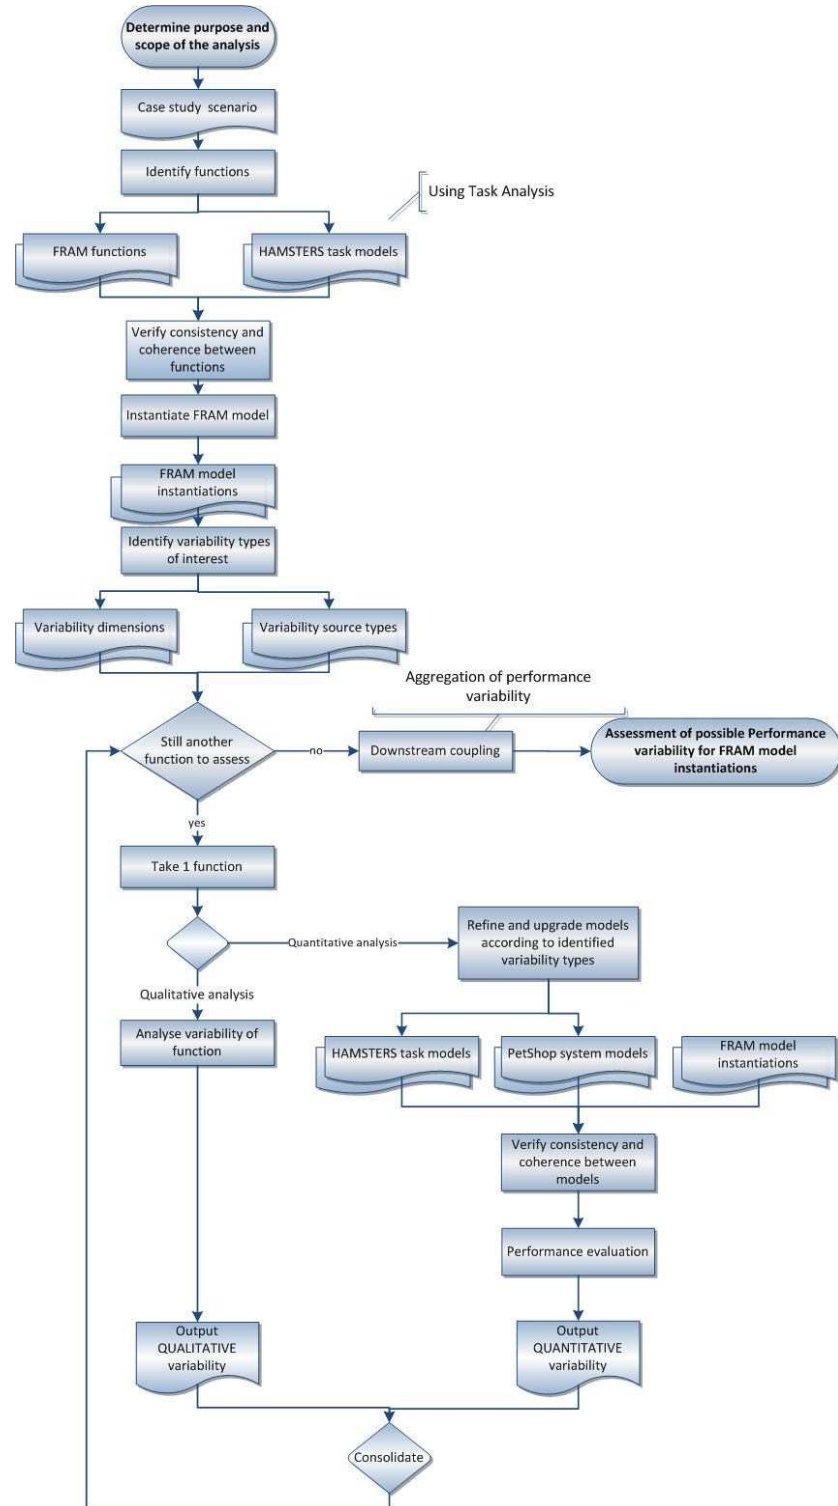 Determine purpose and
scope of the analysis
Case study scenario
Identify functions
Using Task Analysis
FRAM functions
HAMSTERS task models
Verify consistency and
coherence between
functions
Instantiate FRAM model
FRAM model
instantiations
Identify variability types
of interest
Variability dimensions
Variability source types
Aggregation of performance
variability
Still another
function to assess
no
Downstream coupling
Assessment of possible Performance
variability for FRAM model
instantiations
yes
Take 1 function
Quantitative analysis
Refine and upgrade models
according to identified
variability types
Qualitative analysis
Analyse variability of
function
HAMSTERS task models
PetShop system models
FRAM model
instantiations
Verify consistency and
coherence between
models
Performance evaluation
Output
QUALITATIVE
variability
Output
QUANTITATIVE
variability
Consolidate